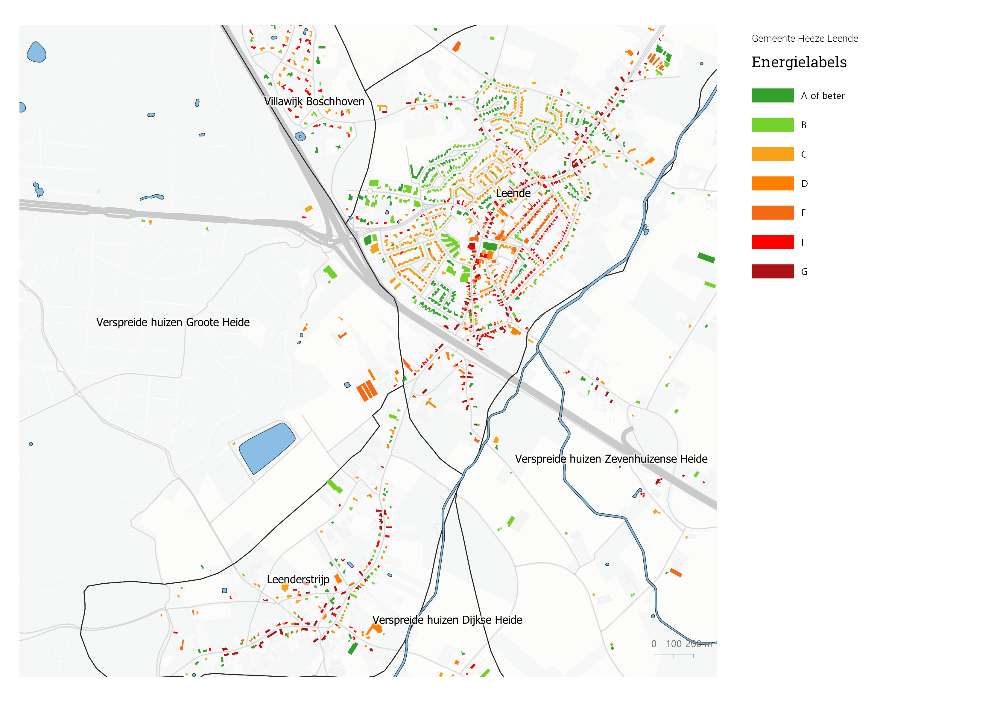 Gemeente Heeze Leende
Energielabels
A of beter
B
C
D
E
F
G
Villawijk Boschhoven
Leende
Verspreide huizen Groote Heide
Verspreide huizen Zevenhuizense Heide
Leenderstrijp
Verspreide huizen Dijkse Heide
0 100 200 m